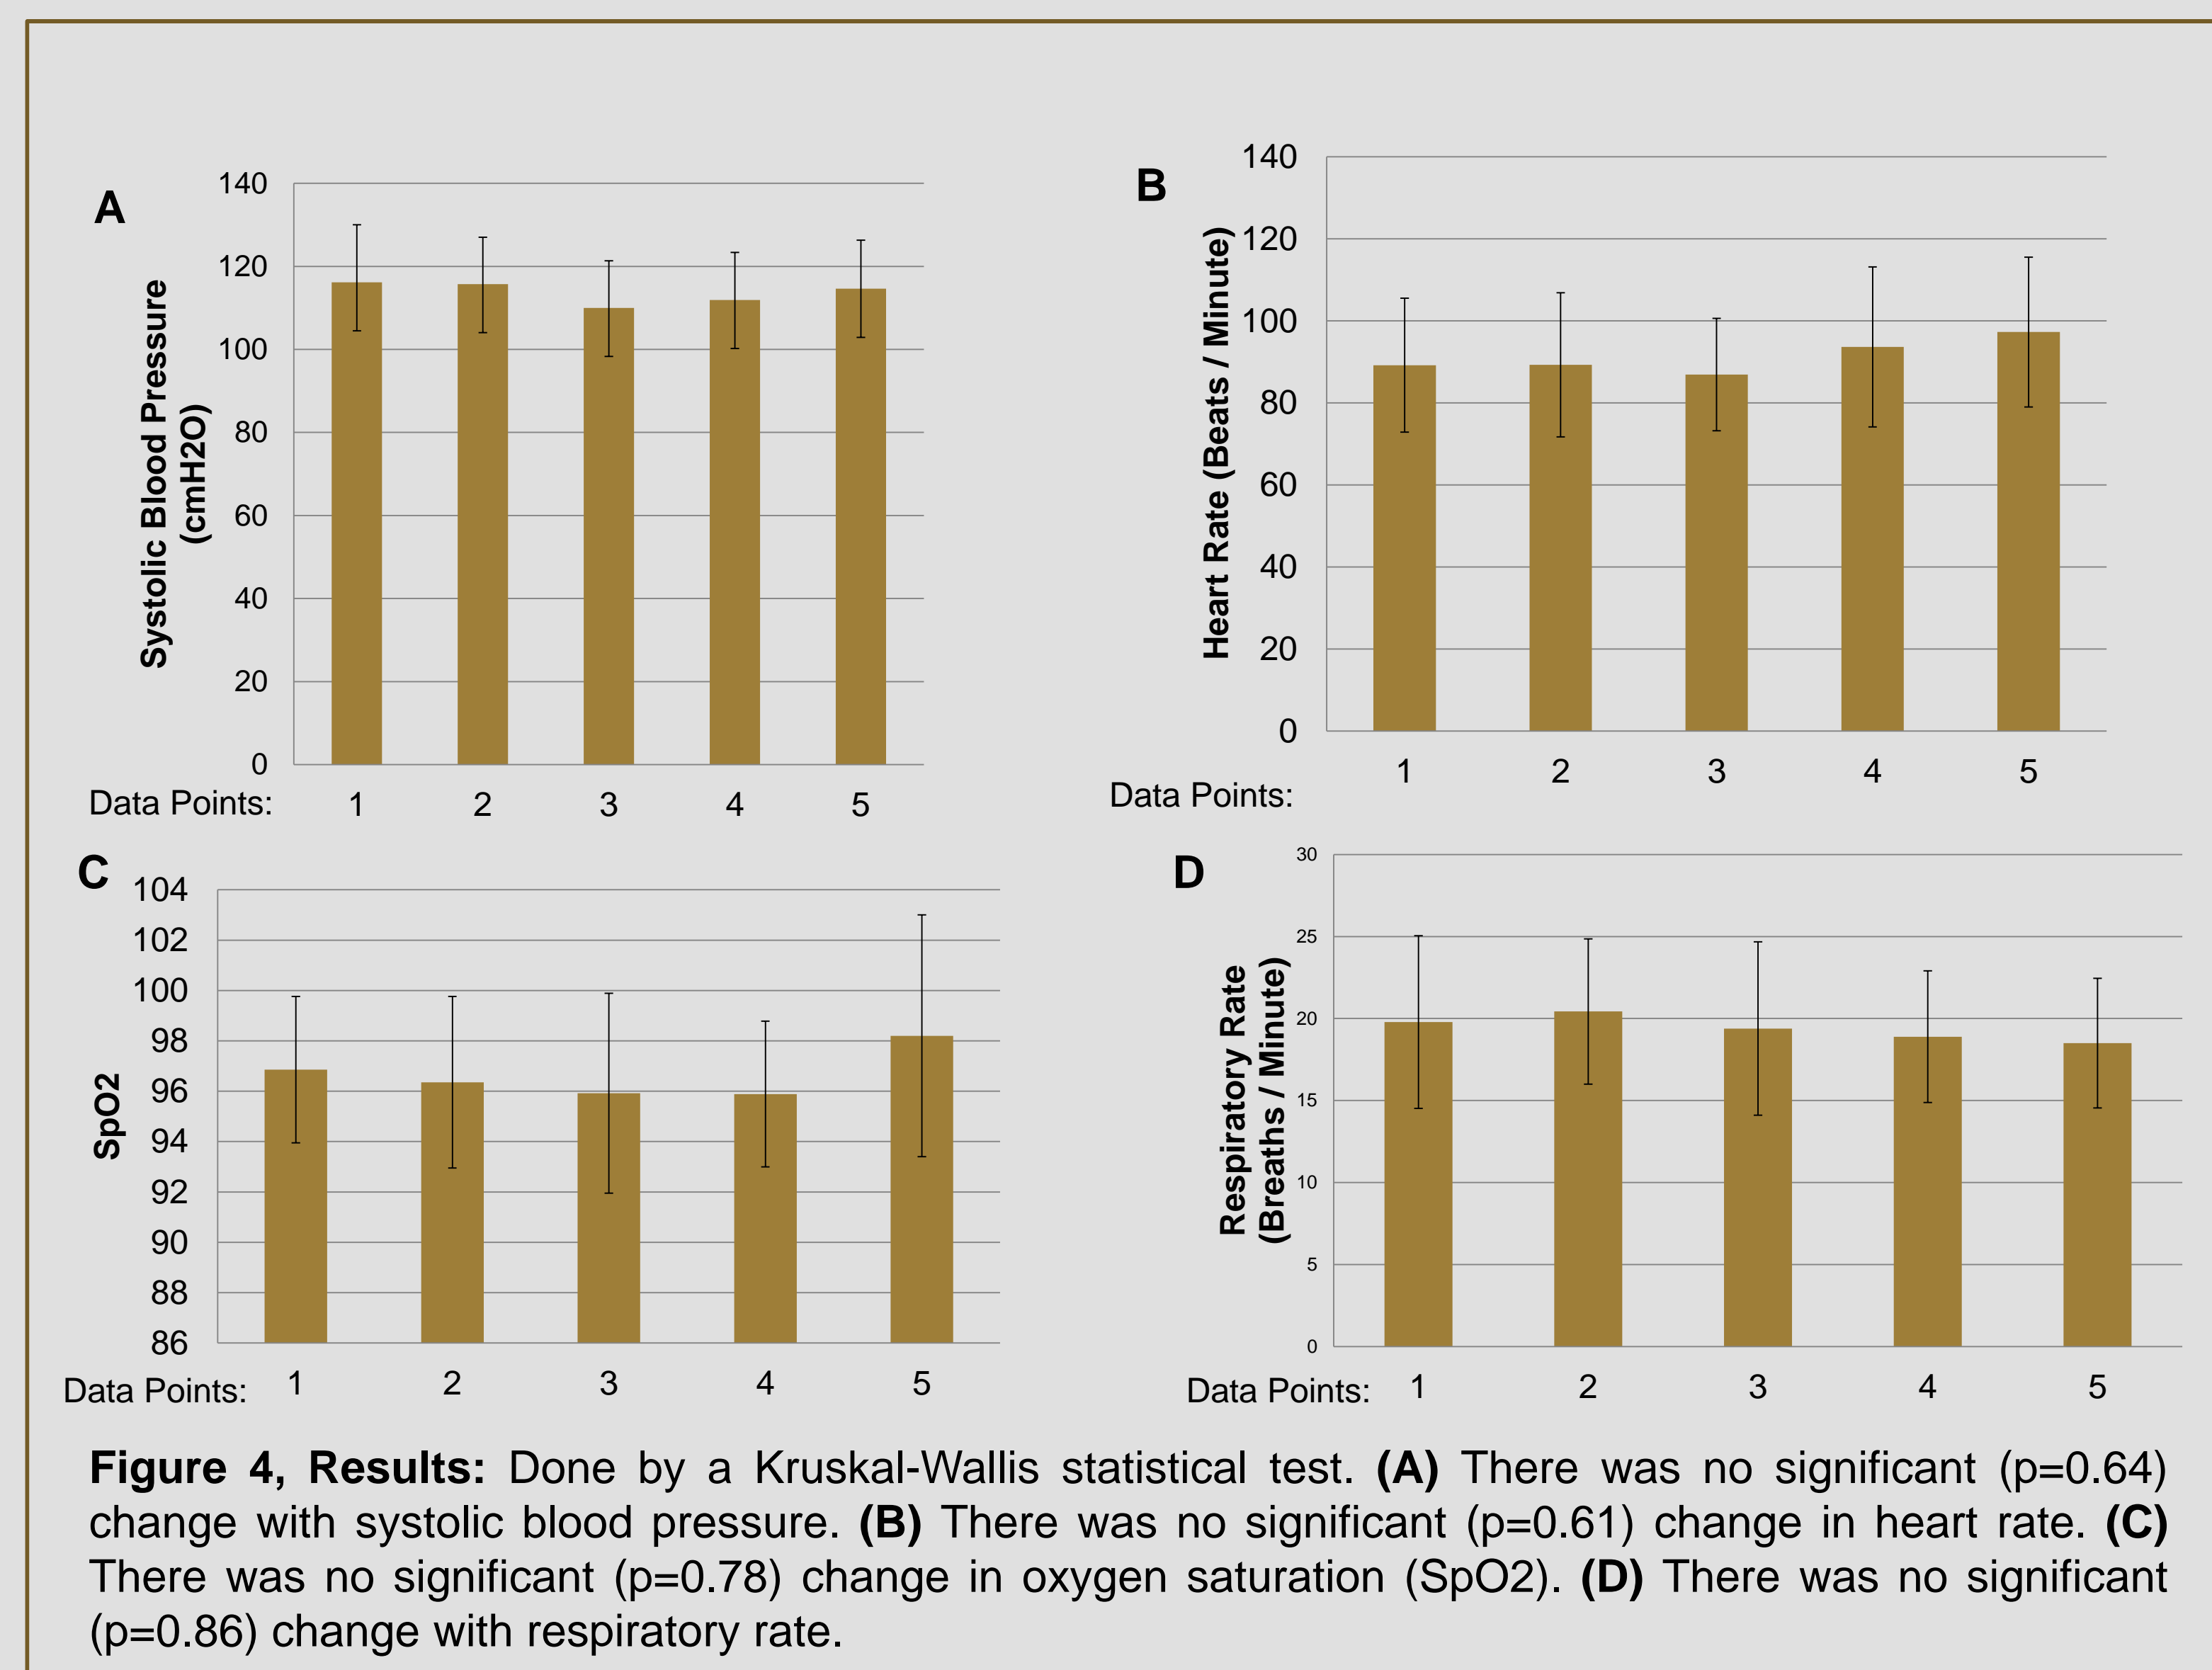 A
Systolic Blood Pressure
(cmH2O)
140
120
100
80
60
40
20
0
Data Points:
1 2 3 4 5
B
Heart Rate (Beats / Minute)
140
120
100
80
60
40
20
0
Data Points:
1 2 3 4 5
C
SpO2
104
102
100
98
96
94
92
90
88
86
Data Points:
1 2 3 4 5
D
Respiratory Rate
(Breaths / Minute)
30
25
20
15
10
5
0
Data Points:
1 2 3 4 5
Figure 4, Results: Done by a Kruskal-Wallis statistical test. (A) There was no significant (p=0.64)
change with systolic blood pressure. (B) There was no significant (p=0.61) change in heart rate. (C)
There was no significant (p=0.78) change in oxygen saturation (SpO2). (D) There was no significant
(p=0.86) change with respiratory rate.